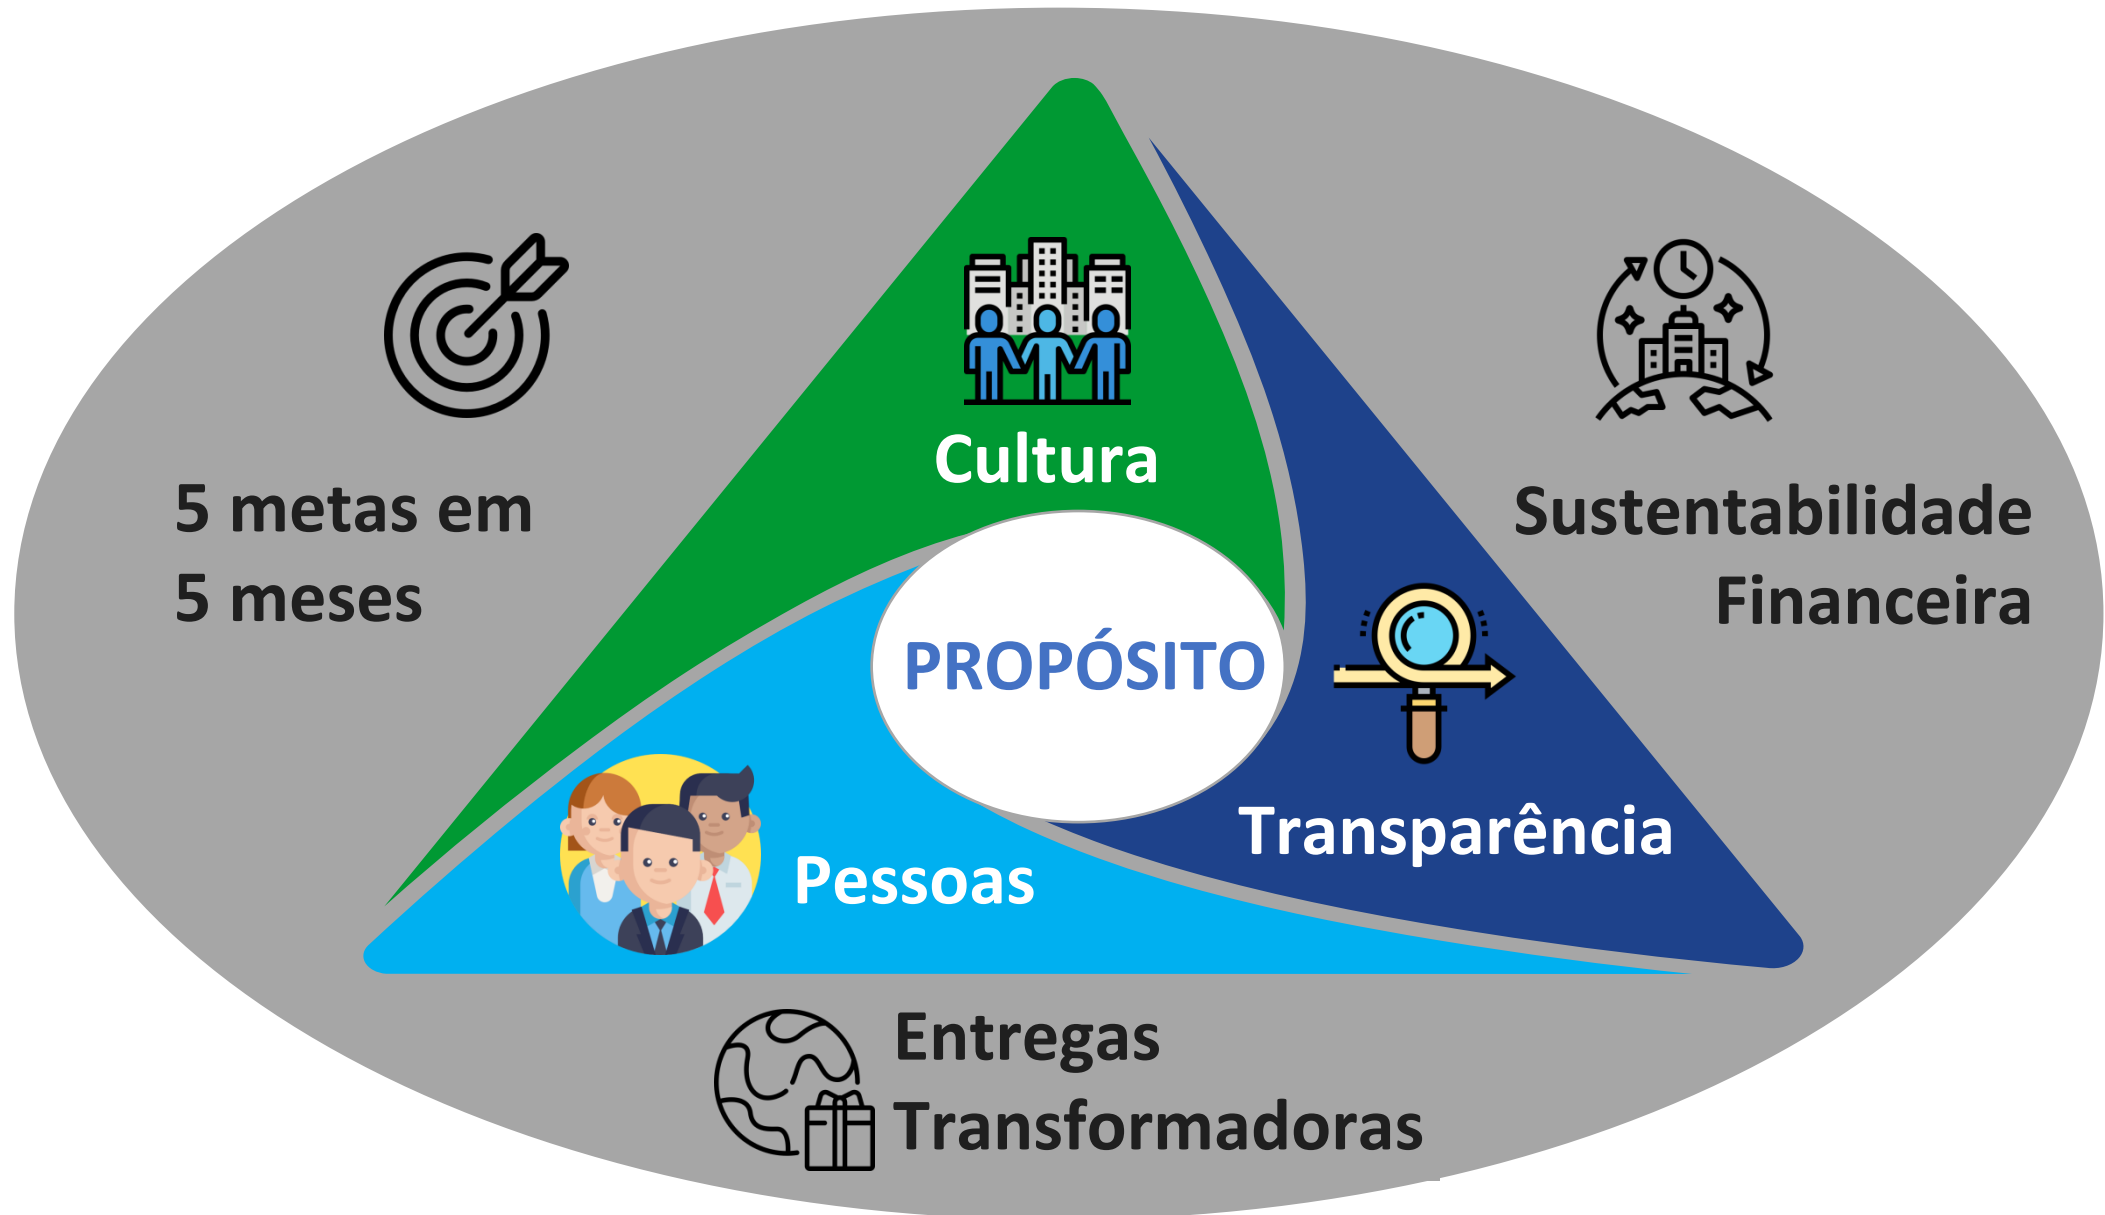 Cultura
5 metas em
5 meses
Sustentabilidade
Financeira
PROPÓSITO
Transparência
Pessoas
Entregas
Transformadoras